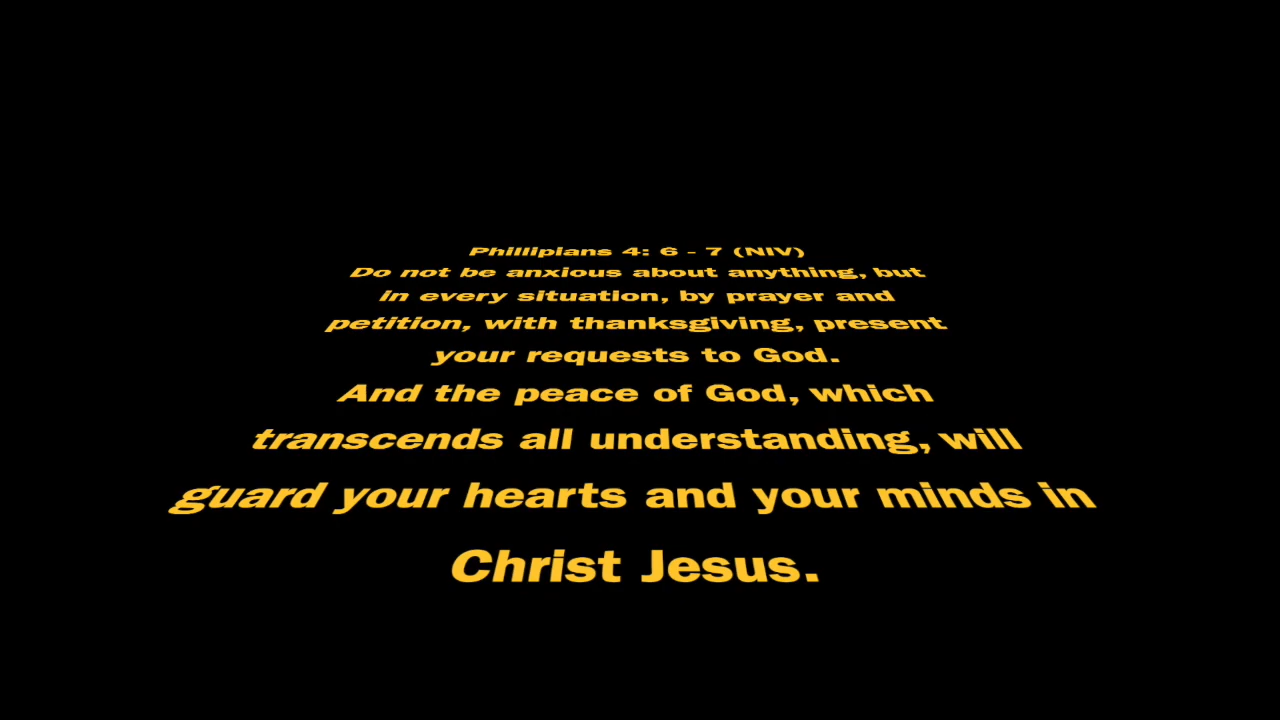 Phillipians 4: 6 - 7 (NIV)
Do not be anxious about anything, but
in every situation, by prayer and
petition, with thanksgiving, present
your requests to God.
And the peace of God, which
transcends all understanding, will
guard your hearts and your minds in
Christ Jesus.